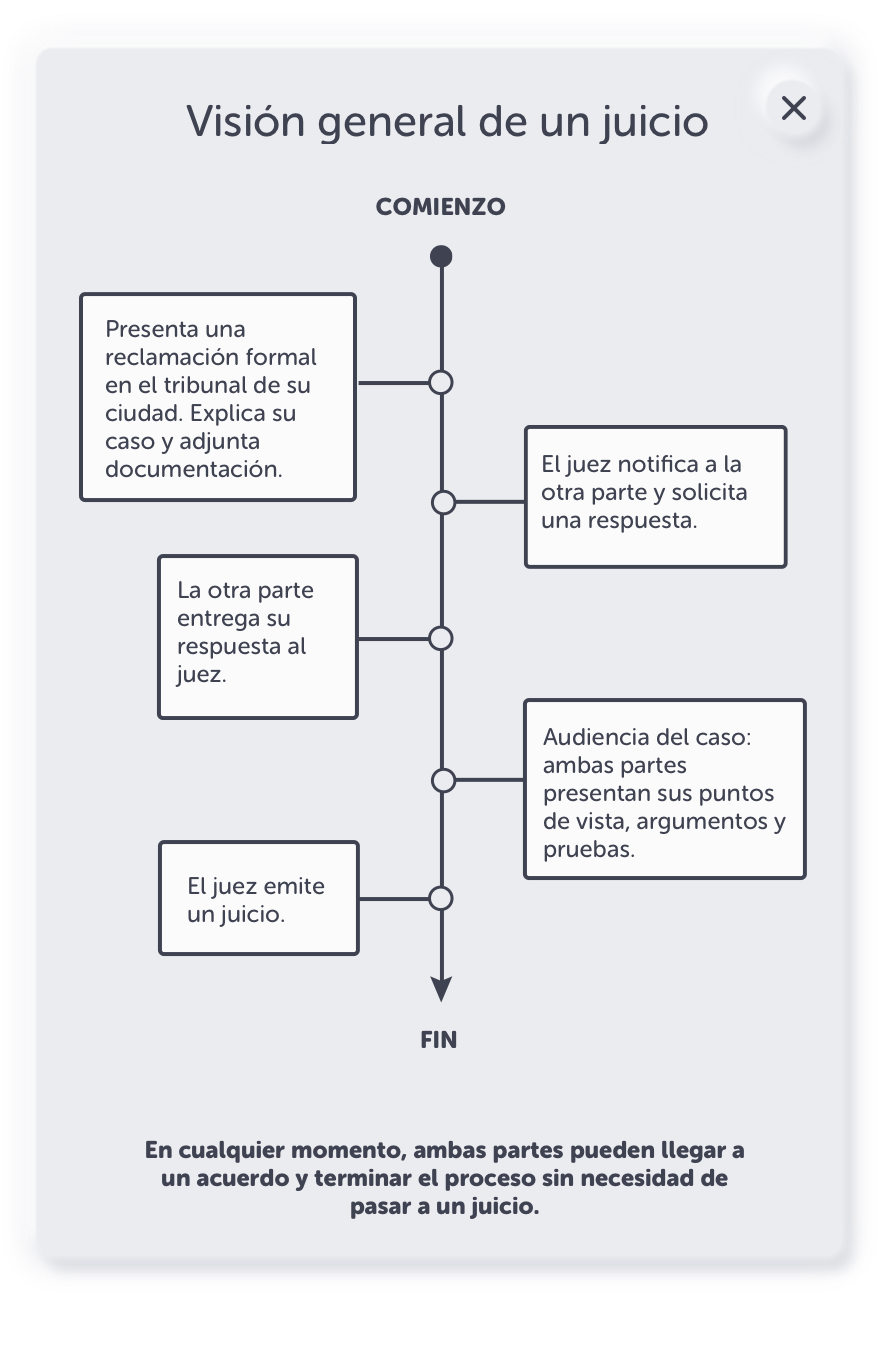 Visión general de un juicio
COMIENZO
Presenta una
reclamación formal
en el tribunal de su
ciudad. Explica su
caso y adjunta
documentación.
El juez notifica a la
otra parte y solicita
una respuesta.
La otra parte
entrega su
respuesta al
juez.
Audiencia del caso:
ambas partes
presentan sus puntos
de vista, argumentos y
pruebas.
El juez emite
un juicio.
FIN
En cualquier momento, ambas partes pueden llegar a
un acuerdo y terminar el proceso sin necesidad de
pasar a un juicio.